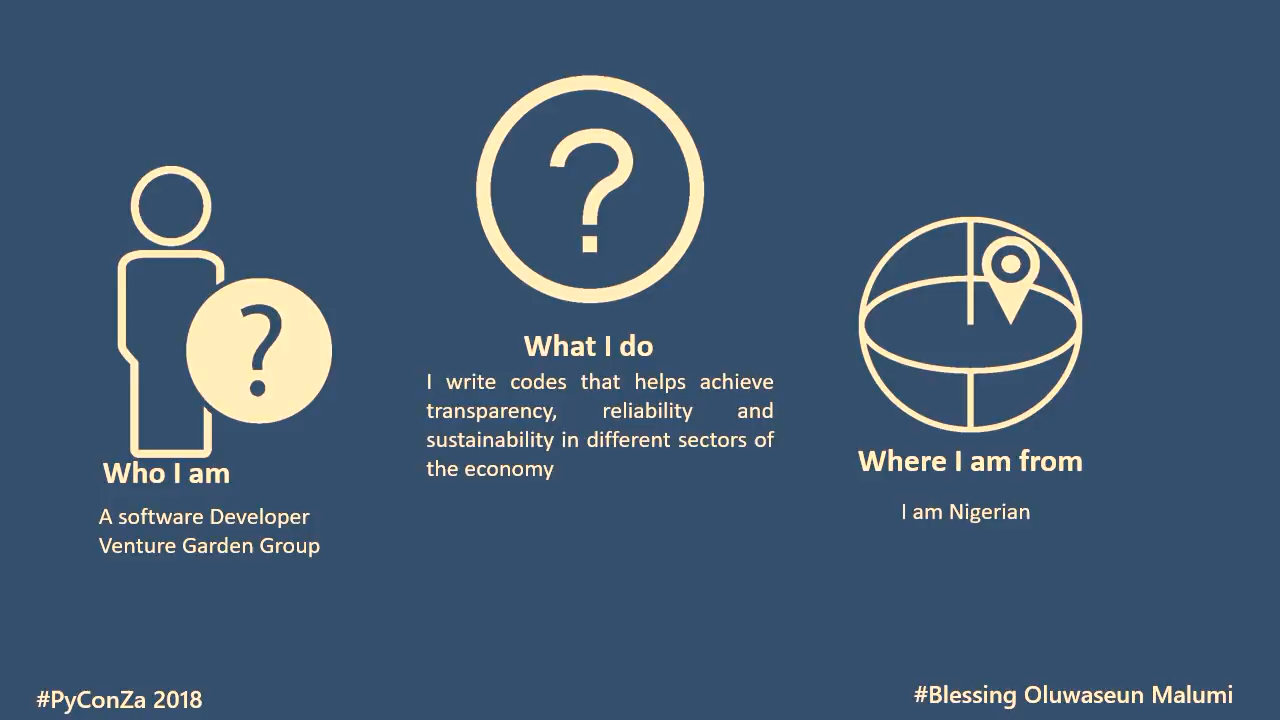 ?
?
Who I am
A software Developer
Venture Garden Group
What I do
I write codes that helps achieve
transparency, reliability and
sustainability in different sectors of
the economy
Where I am from
I am Nigerian
#PyConZa 2018
#Blessing Oluwaseun Malumi